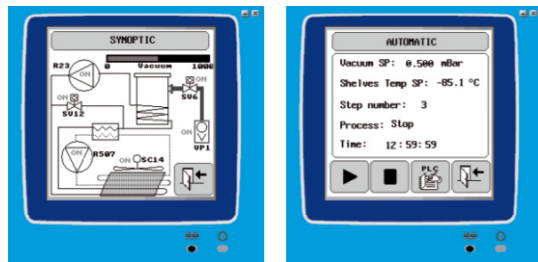 SYNOPTIC
R23
ON
0 Vacuum 1000
ON
SV6
ON
SV12
ON
VP1
ON
R507
ON SC14
AUTOMATIC
Vacuum SP: 0.500 mBar
Shelves Temp SP: -85.1 °C
Step number: 3
Process: Stop
Time: 12:59:59
PLC